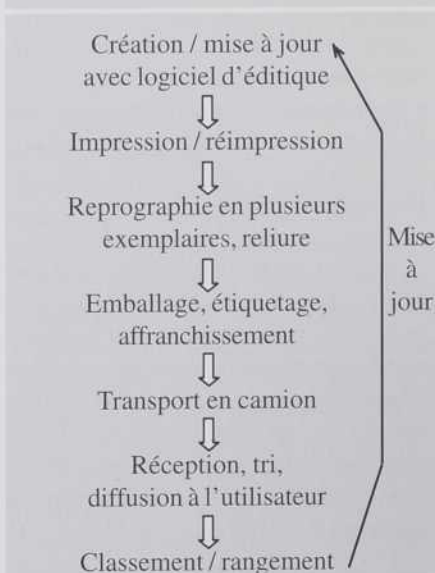 Création / mise à jour
avec logiciel d'éditique
Impression / réimpression
Reprographie en plusieurs
exemplaires, reliure
Mise
à
jour
Emballage, étiquetage,
affranchissement
Transport en camion
Réception, tri,
diffusion à l'utilisateur
Classement / rangement